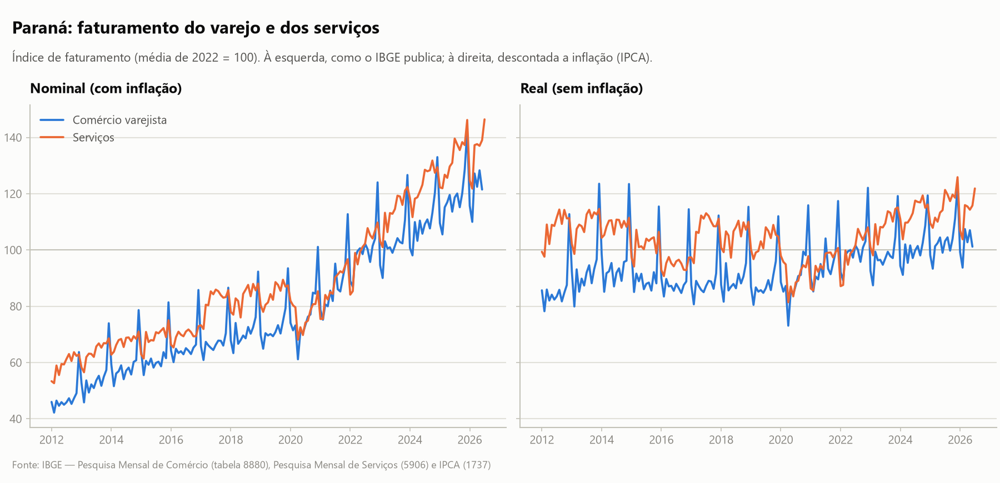 Paraná: faturamento do varejo e dos serviços
Índice de faturamento (média de 2022 = 100). À esquerda, como o IBGE publica; à direita, descontada a inflação (IPCA).
Nominal (com inflação)
Comércio varejista
Serviços
140
120
100
80
60
40
2012 2014 2016 2018 2020 2022 2024 2026
Real (sem inflação)
2012 2014 2016 2018 2020 2022 2024 2026
Fonte: IBGE — Pesquisa Mensal de Comércio (tabela 8880), Pesquisa Mensal de Serviços (5906) e IPCA (1737)